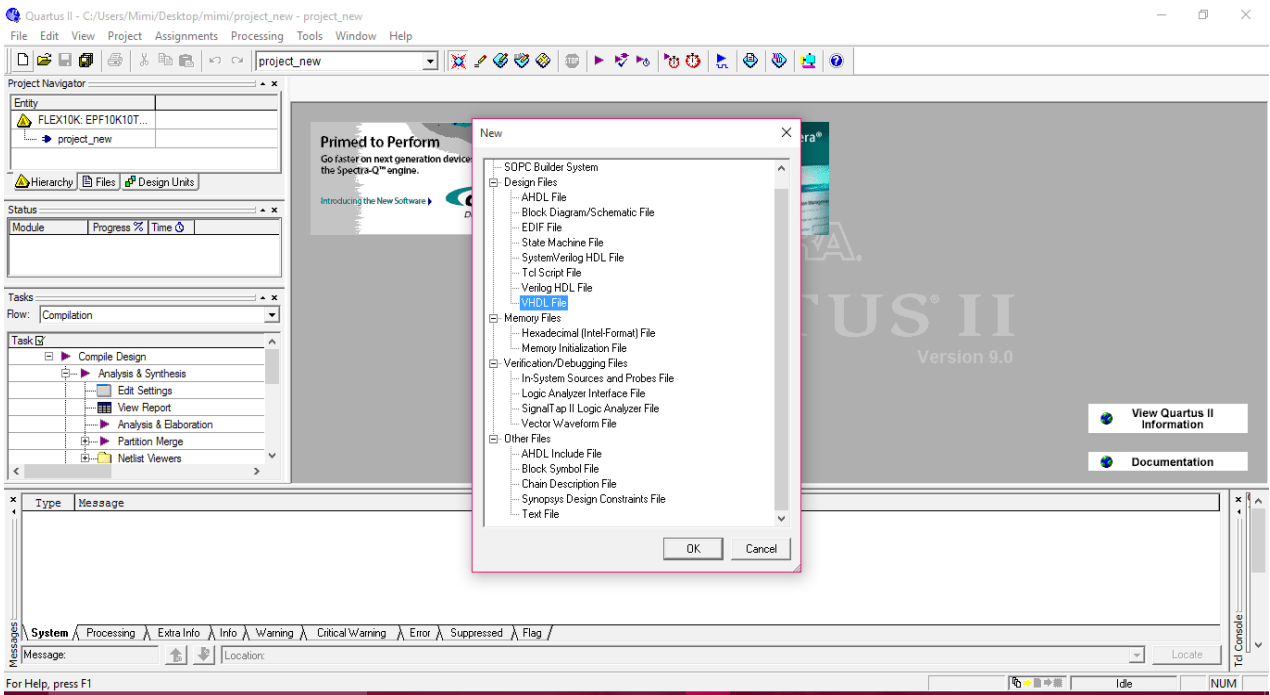 Quartus II - C:/Users/Mimi/Desktop/mimi/project_new - project_new
File Edit View Project Assignments Processing Tools Window Help
project_new
Project Navigator
Entity
FLEX10K: EPF10K10T...
project_new
Hierarchy Files Design Units
Status
Module Progress % Time
Tasks
Flow: Compilation
Task
Compile Design
Analysis & Synthesis
Edit Settings
View Report
Analysis & Elaboration
Partition Merge
Netlist Viewers
Primed to Perform
Go faster on next generation device
the Spectra-Q™ engine.
Introducing the New Software
era®
US® II
Version 9.0
View Quartus II
Information
Documentation
New
SOPC Builder System
Design Files
AHDL File
Block Diagram/Schematic File
EDIF File
State Machine File
SystemVerilog HDL File
Tcl Script File
Verilog HDL File
VHDL File
Memory Files
Hexadecimal (Intel-Format) File
Memory Initialization File
Verification/Debugging Files
In-System Sources and Probes File
Logic Analyzer Interface File
SignalTap II Logic Analyzer File
Vector Waveform File
Other Files
AHDL Include File
Block Symbol File
Chain Description File
Synopsys Design Constraints File
Text File
OK Cancel
Type Message
System Processing Extra Info Info Warning Critical Warning Error Suppressed Flag
Message: Location: Locate
Messages
Tcl Console
For Help, press F1 Idle NUM